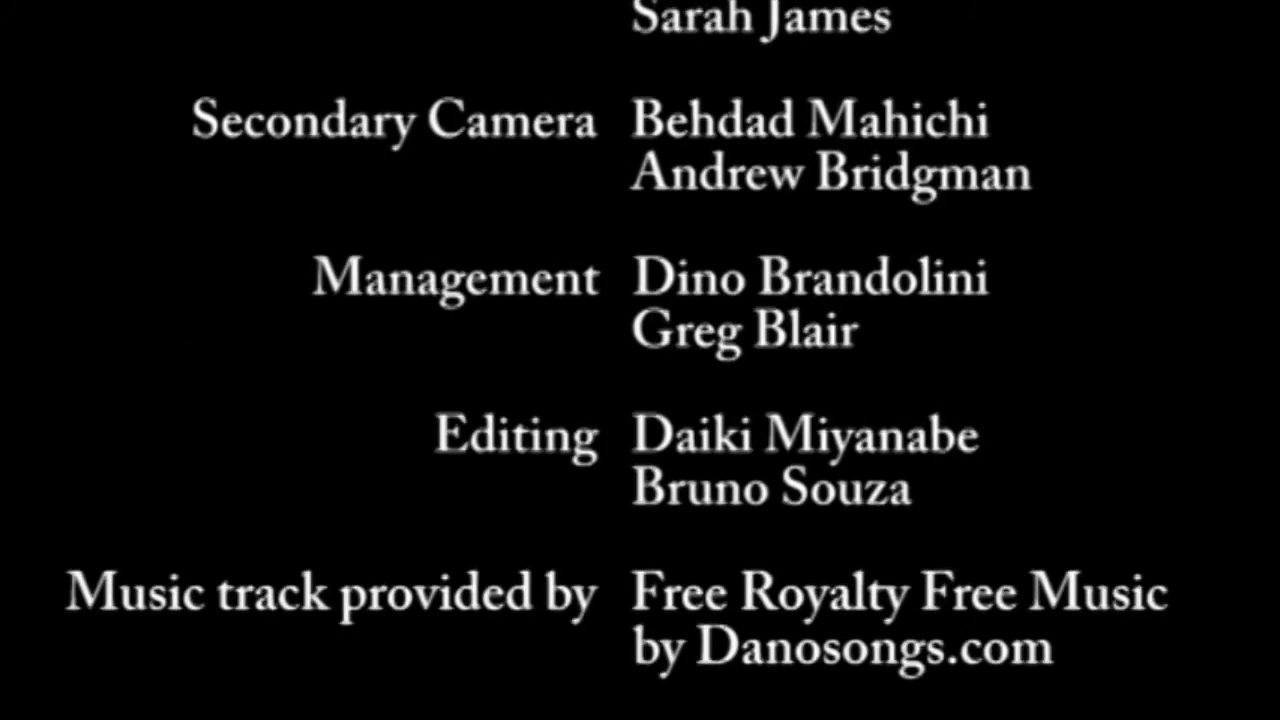 Sarah James
Secondary Camera Behdad Mahichi
Andrew Bridgman
Management Dino Brandolini
Greg Blair
Editing Daiki Miyanabe
Bruno Souza
Music track provided by Free Royalty Free Music
by Danosongs.com